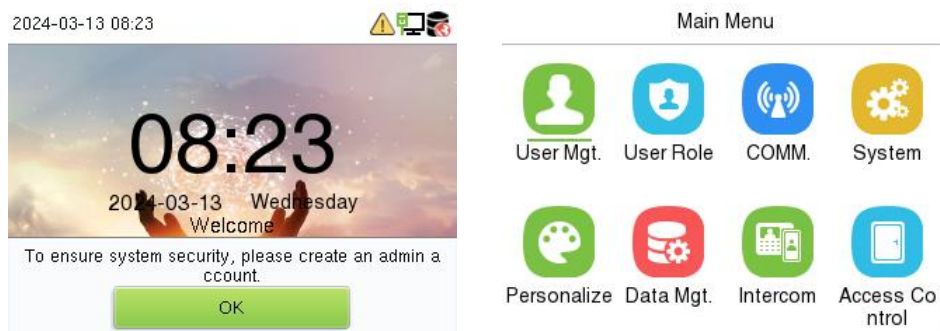 2024-03-13 08:23
08:23
2024-03-13 Wednesday
Welcome
To ensure system security, please create an admin a
ccount.
OK
Main Menu
User Mgt. User Role COMM. System
Personalize Data Mgt. Intercom Access Co
ntrol